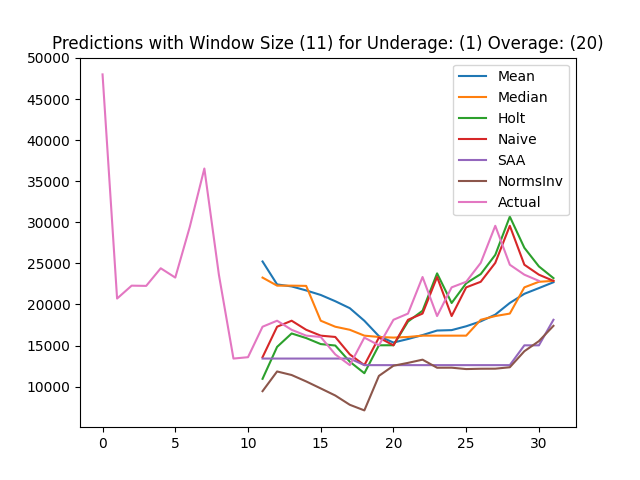 Predictions with Window Size (11) for Underage: (1) Overage: (20)
50000
45000
40000
35000
30000
25000
20000
15000
10000
0 5 10 15 20 25 30
Mean
Median
Holt
Naive
SAA
NormsInv
Actual